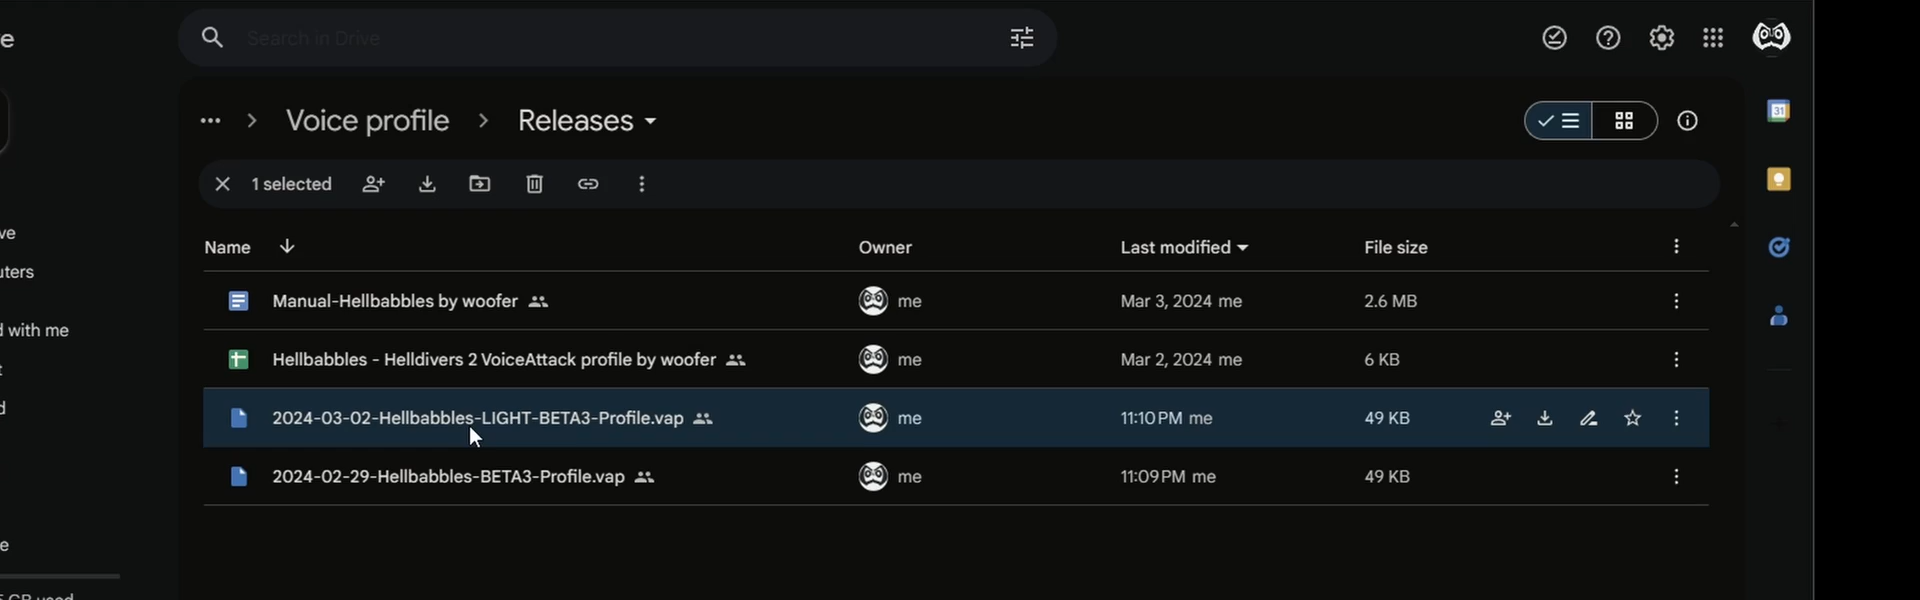 e
Search in Drive
Voice profile
Releases
1 selected
Name Owner Last modified File size
Manual-Hellbabbles by woofer me Mar 3, 2024 me 2.6 MB
Hellbabbles - Helldivers 2 VoiceAttack profile by woofer me Mar 2, 2024 me 6 KB
2024-03-02-Hellbabbles-LIGHT-BETA3-Profile.vap me 11:10 PM me 49 KB
2024-02-29-Hellbabbles-BETA3-Profile.vap me 11:09 PM me 49 KB
ve
uters
d with me
t
d
e
31